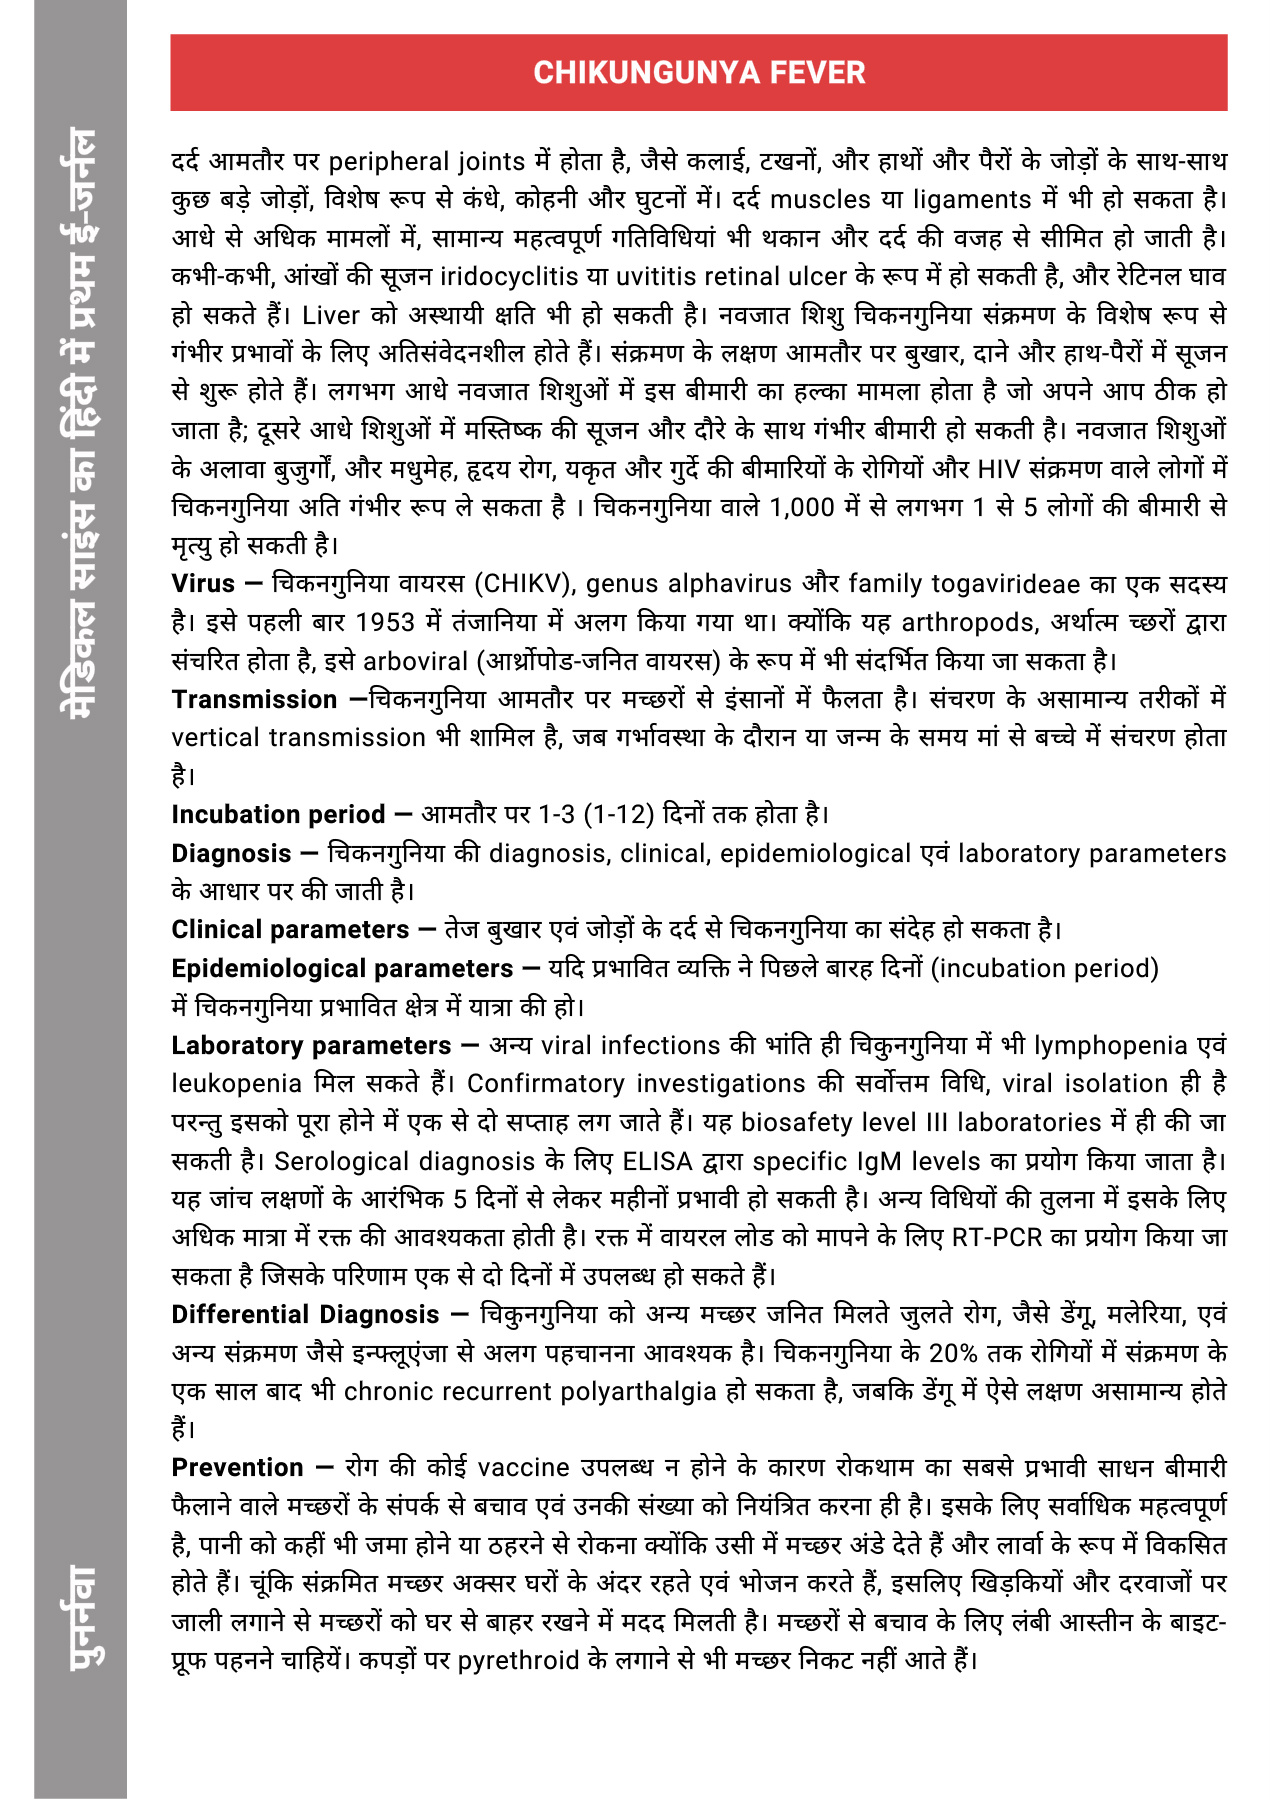 CHIKUNGUNYA FEVER
दर्द आमतौर पर peripheral joints में होता है, जैसे कलाई, टखनों, और हाथों और पैरों के जोड़ों के साथ-साथ
कुछ बड़े जोड़ों, विशेष रूप से कंधे, कोहनी और घुटनों में। दर्द muscles या ligaments में भी हो सकता है।
आधे से अधिक मामलों में, सामान्य महत्वपूर्ण गतिविधियां भी थकान और दर्द की वजह से सीमित हो जाती है।
कभी-कभी, आंखों की सूजन iridocyclitis या uvititis retinal ulcer के रूप में हो सकती है, और रेटिनल घाव
हो सकते हैं। Liver को अस्थायी क्षति भी हो सकती है। नवजात शिशु चिकनगुनिया संक्रमण के विशेष रूप से
गंभीर प्रभावों के लिए अतिसंवेदनशील होते हैं। संक्रमण के लक्षण आमतौर पर बुखार, दाने और हाथ-पैरों में सूजन
से शुरू होते हैं। लगभग आधे नवजात शिशुओं में इस बीमारी का हल्का मामला होता है जो अपने आप ठीक हो
जाता है; दूसरे आधे शिशुओं में मस्तिष्क की सूजन और दौरे के साथ गंभीर बीमारी हो सकती है। नवजात शिशुओं
के अलावा बुजुर्गों, और मधुमेह, हृदय रोग, यकृत और गुर्दे की बीमारियों के रोगियों और HIV संक्रमण वाले लोगों में
चिकनगुनिया अति गंभीर रूप ले सकता है । चिकनगुनिया वाले 1,000 में से लगभग 1 से 5 लोगों की बीमारी से
मृत्यु हो सकती है।
Virus – चिकनगुनिया वायरस (CHIKV), genus alphavirus और family togavirideae का एक सदस्य
है। इसे पहली बार 1953 में तंजानिया में अलग किया गया था। क्योंकि यह arthropods, अर्थात्म च्छरों द्वारा
संचरित होता है, इसे arboviral (आर्थ्रोपोड-जनित वायरस) के रूप में भी संदर्भित किया जा सकता है।
Transmission –चिकनगुनिया आमतौर पर मच्छरों से इंसानों में फैलता है। संचरण के असामान्य तरीकों में
vertical transmission भी शामिल है, जब गर्भावस्था के दौरान या जन्म के समय मां से बच्चे में संचरण होता
है।
Incubation period – आमतौर पर 1-3 (1-12) दिनों तक होता है।
Diagnosis – चिकनगुनिया की diagnosis, clinical, epidemiological एवं laboratory parameters
के आधार पर की जाती है।
Clinical parameters – तेज बुखार एवं जोड़ों के दर्द से चिकनगुनिया का संदेह हो सकता है।
Epidemiological parameters – यदि प्रभावित व्यक्ति ने पिछले बारह दिनों (incubation period)
में चिकनगुनिया प्रभावित क्षेत्र में यात्रा की हो।
Laboratory parameters – अन्य viral infections की भांति ही चिकुनगुनिया में भी lymphopenia एवं
leukopenia मिल सकते हैं। Confirmatory investigations की सर्वोत्तम विधि, viral isolation ही है
परन्तु इसको पूरा होने में एक से दो सप्ताह लग जाते हैं। यह biosafety level III laboratories में ही की जा
सकती है। Serological diagnosis के लिए ELISA द्वारा specific IgM levels का प्रयोग किया जाता है।
यह जांच लक्षणों के आरंभिक 5 दिनों से लेकर महीनों प्रभावी हो सकती है। अन्य विधियों की तुलना में इसके लिए
अधिक मात्रा में रक्त की आवश्यकता होती है। रक्त में वायरल लोड को मापने के लिए RT-PCR का प्रयोग किया जा
सकता है जिसके परिणाम एक से दो दिनों में उपलब्ध हो सकते हैं।
Differential Diagnosis – चिकुनगुनिया को अन्य मच्छर जनित मिलते जुलते रोग, जैसे डेंगू, मलेरिया, एवं
अन्य संक्रमण जैसे इन्फ्लूएंजा से अलग पहचानना आवश्यक है। चिकनगुनिया के 20% तक रोगियों में संक्रमण के
एक साल बाद भी chronic recurrent polyarthalgia हो सकता है, जबकि डेंगू में ऐसे लक्षण असामान्य होते
हैं।
Prevention – रोग की कोई vaccine उपलब्ध न होने के कारण रोकथाम का सबसे प्रभावी साधन बीमारी
फैलाने वाले मच्छरों के संपर्क से बचाव एवं उनकी संख्या को नियंत्रित करना ही है। इसके लिए सर्वाधिक महत्वपूर्ण
है, पानी को कहीं भी जमा होने या ठहरने से रोकना क्योंकि उसी में मच्छर अंडे देते हैं और लार्वा के रूप में विकसित
होते हैं। चूंकि संक्रमित मच्छर अक्सर घरों के अंदर रहते एवं भोजन करते हैं, इसलिए खिड़कियों और दरवाजों पर
जाली लगाने से मच्छरों को घर से बाहर रखने में मदद मिलती है। मच्छरों से बचाव के लिए लंबी आस्तीन के बाइट-
प्रूफ पहनने चाहियें। कपड़ों पर pyrethroid के लगाने से भी मच्छर निकट नहीं आते हैं।
मेडिकल साइंस का हिंदी में प्रथम ई-जर्नल
पुनर्नवा